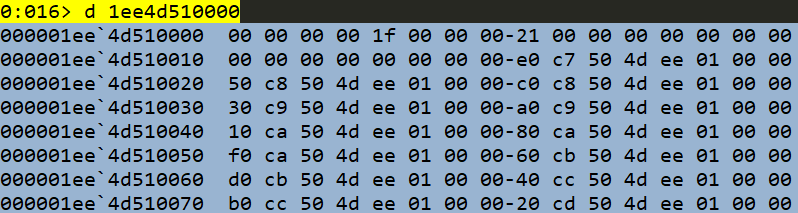 0:016> d 1ee4d510000
000001ee`4d510000  00 00 00 00 1f 00 00 00-21 00 00 00 00 00 00 00
000001ee`4d510010  00 00 00 00 00 00 00 00-e0 c7 50 4d ee 01 00 00
000001ee`4d510020  50 c8 50 4d ee 01 00 00-c0 c8 50 4d ee 01 00 00
000001ee`4d510030  30 c9 50 4d ee 01 00 00-a0 c9 50 4d ee 01 00 00
000001ee`4d510040  10 ca 50 4d ee 01 00 00-80 ca 50 4d ee 01 00 00
000001ee`4d510050  f0 ca 50 4d ee 01 00 00-60 cb 50 4d ee 01 00 00
000001ee`4d510060  d0 cb 50 4d ee 01 00 00-40 cc 50 4d ee 01 00 00
000001ee`4d510070  b0 cc 50 4d ee 01 00 00-20 cd 50 4d ee 01 00 00